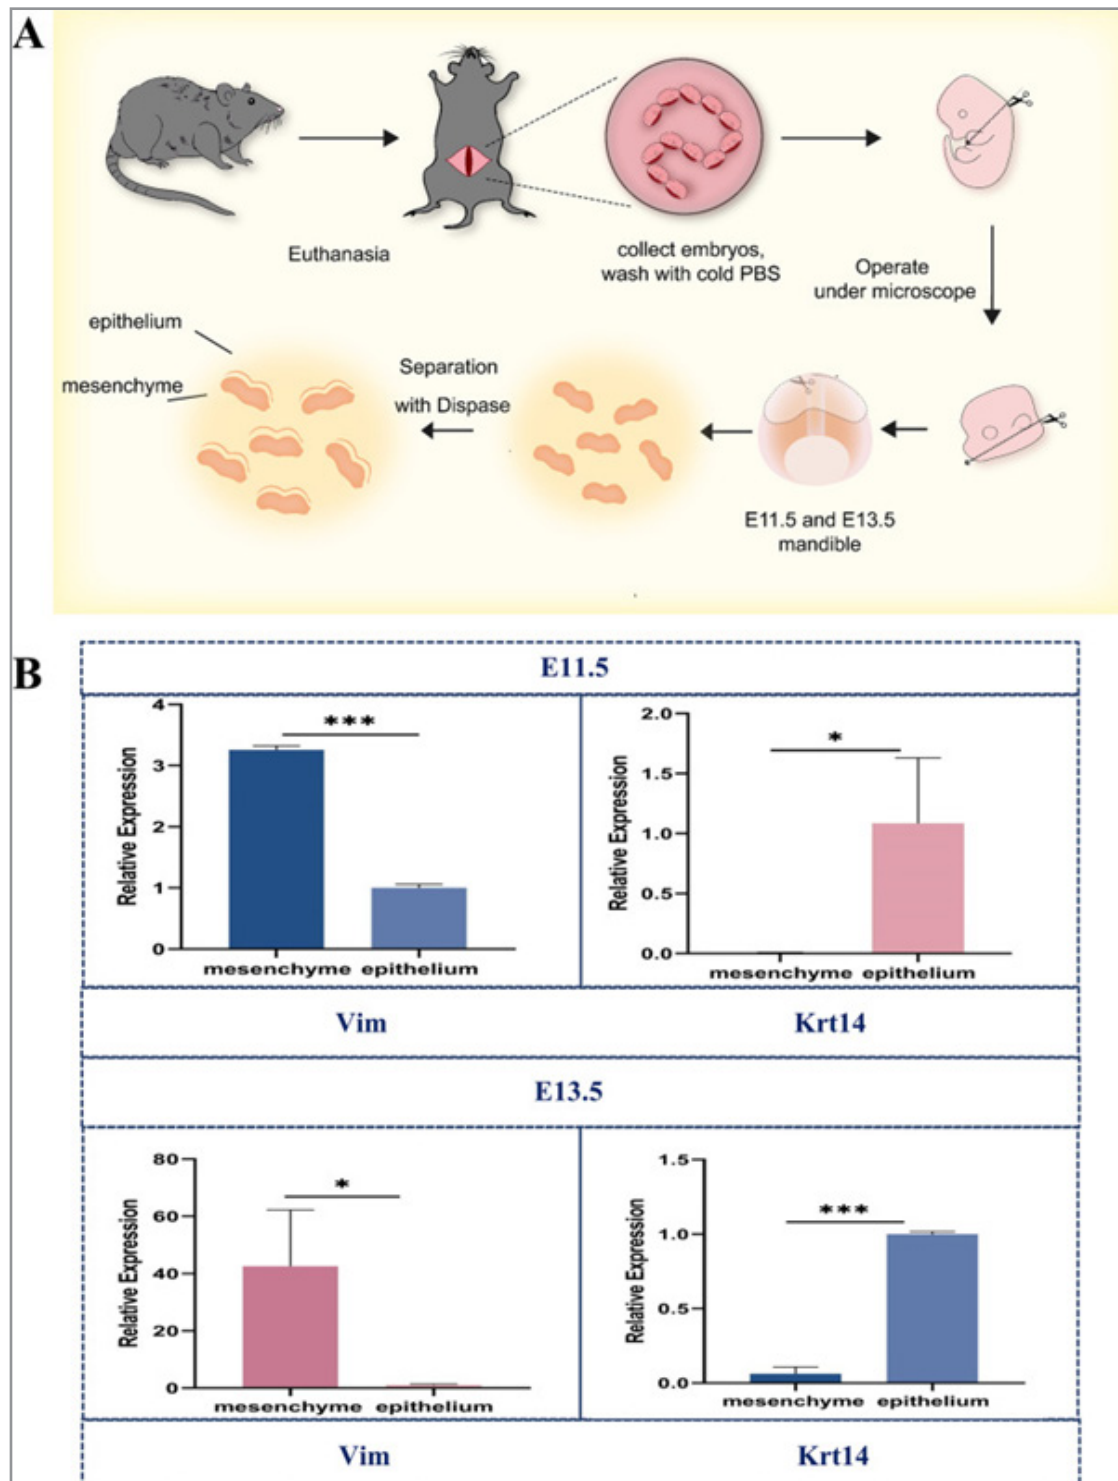 A
Euthanasia
collect embryos,
wash with cold PBS
Operate
under microscope
epithelium
mesenchyme
Separation
with Dispase
E11.5 and E13.5
mandible
B
E11.5
Relative Expression
4
3
2
1
0
***
mesenchyme epithelium
Relative Expression
2.0
1.5
1.0
0.5
0.0
*
mesenchyme epithelium
Vim
Krt14
E13.5
Relative Expression
80
60
40
20
0
*
mesenchyme epithelium
Relative Expression
1.5
1.0
0.5
0.0
***
mesenchyme epithelium
Vim
Krt14